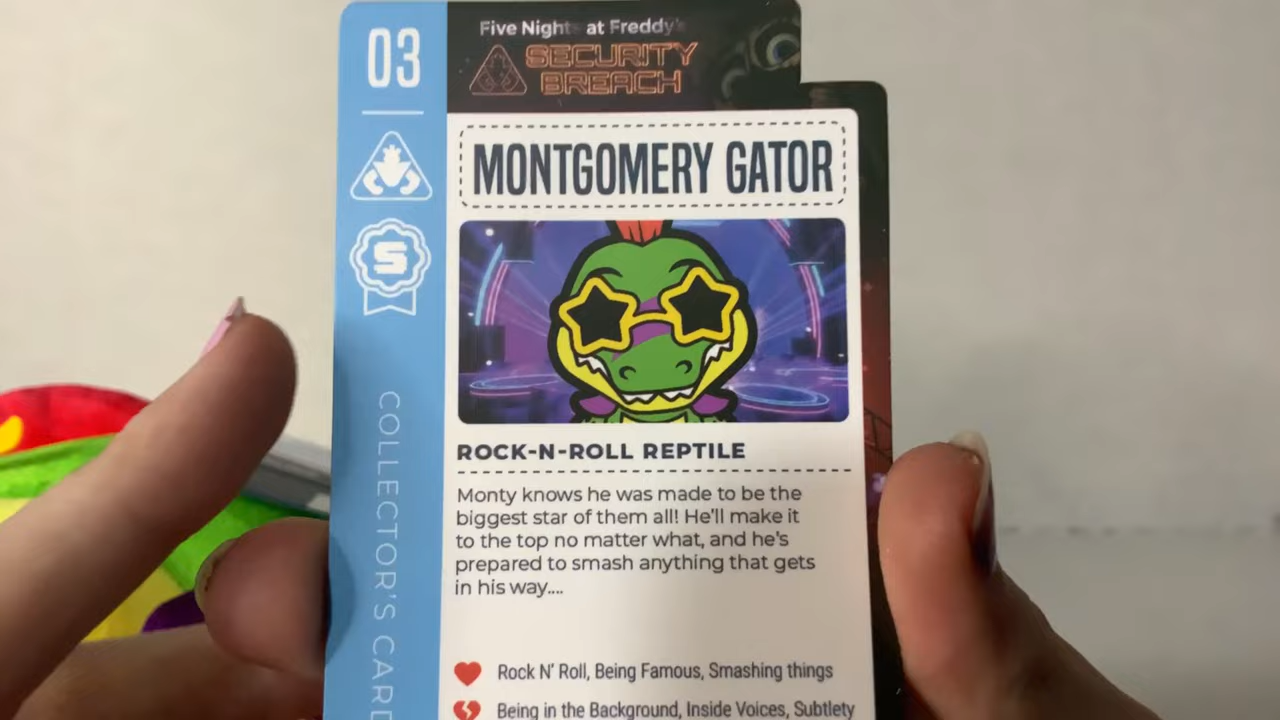 03
Five Nights at Freddy's
SECURITY
BREACH
MONTGOMERY GATOR
S
ROCK-N-ROLL REPTILE
Monty knows he was made to be the
biggest star of them all! He'll make it
to the top no matter what, and he's
prepared to smash anything that gets
in his way....
Rock N' Roll, Being Famous, Smashing things
Being in the Background, Inside Voices, Subtlety
COLLECTOR'S CARD